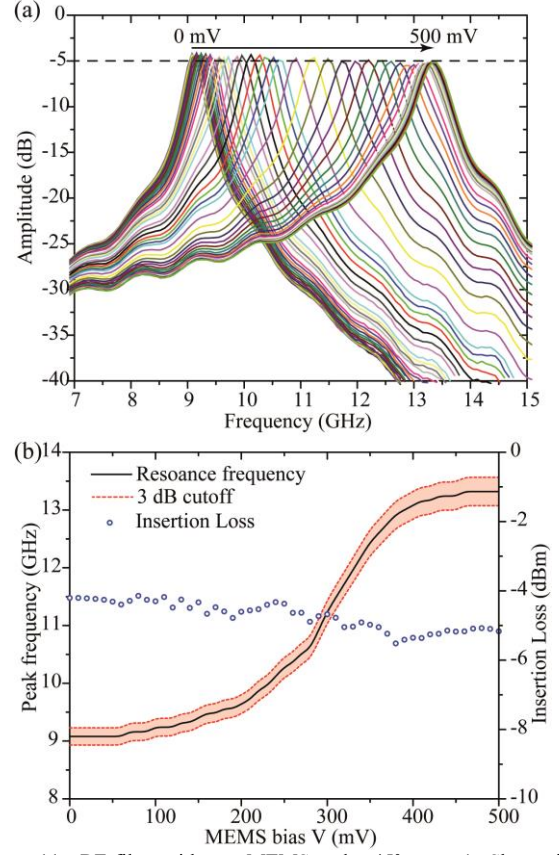 (a)
0 mV
500 mV
0
-5
-10
-15
-20
-25
-30
-35
-40
Amplitude (dB)
7 8 9 10 11 12 13 14 15
Frequency (GHz)
(b)
Resoance frequency
3 dB cutoff
Insertion Loss
14
13
12
11
10
9
8
Peak frequency (GHz)
0
-2
-4
-6
-8
-10
Insertion Loss (dBm)
0 100 200 300 400 500
MEMS bias V (mV)